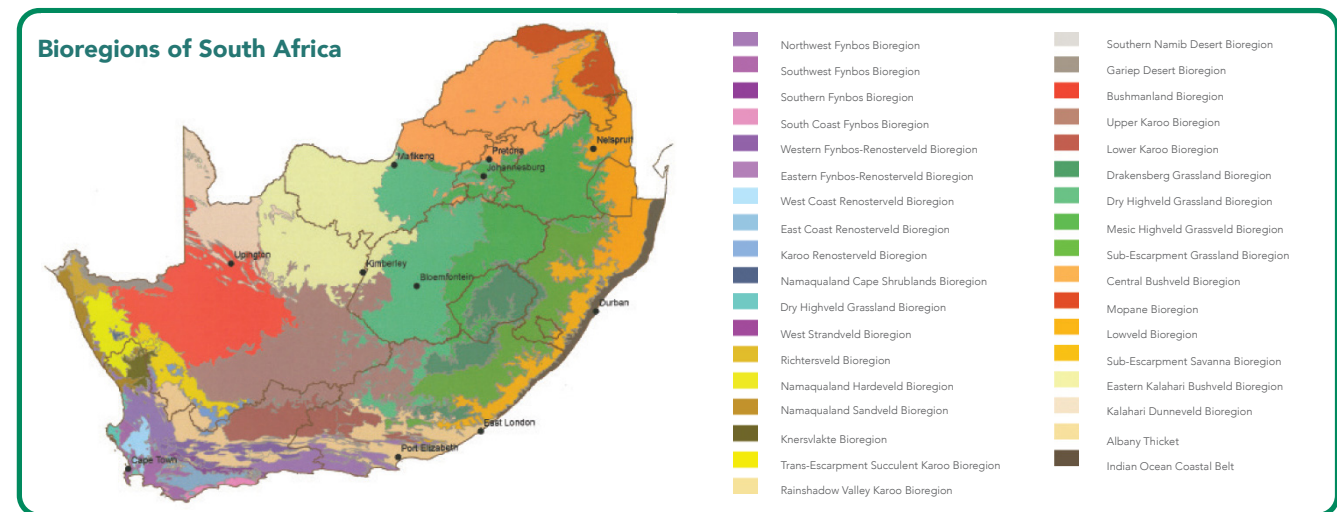 Bioregions of South Africa
Mafikeng
Pretoria
Johannesburg
Nelspruit
Upington
Kimberley
Bloemfontein
Durban
East London
Port Elizabeth
Cape Town
Northwest Fynbos Bioregion
Southwest Fynbos Bioregion
Southern Fynbos Bioregion
South Coast Fynbos Bioregion
Western Fynbos-Renosterveld Bioregion
Eastern Fynbos-Renosterveld Bioregion
West Coast Renosterveld Bioregion
East Coast Renosterveld Bioregion
Karoo Renosterveld Bioregion
Namaqualand Cape Shrublands Bioregion
Dry Highveld Grassland Bioregion
West Strandveld Bioregion
Richtersveld Bioregion
Namaqualand Hardeveld Bioregion
Namaqualand Sandveld Bioregion
Knersvlakte Bioregion
Trans-Escarpment Succulent Karoo Bioregion
Rainshadow Valley Karoo Bioregion
Southern Namib Desert Bioregion
Gariep Desert Bioregion
Bushmanland Bioregion
Upper Karoo Bioregion
Lower Karoo Bioregion
Drakensberg Grassland Bioregion
Dry Highveld Grassland Bioregion
Mesic Highveld Grassveld Bioregion
Sub-Escarpment Grassland Bioregion
Central Bushveld Bioregion
Mopane Bioregion
Lowveld Bioregion
Sub-Escarpment Savanna Bioregion
Eastern Kalahari Bushveld Bioregion
Kalahari Dunneveld Bioregion
Albany Thicket
Indian Ocean Coastal Belt